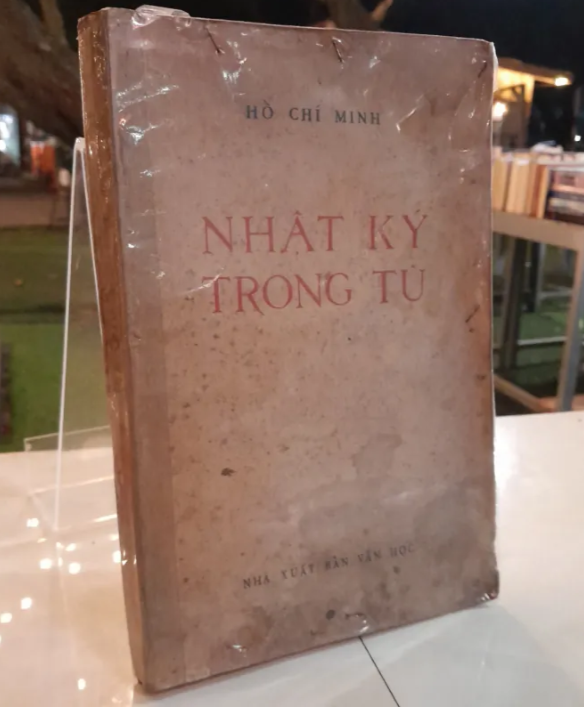 HỒ CHÍ MINH
NHẬT KÝ
TRONG TÙ
NHÀ XUẤT BẢN VĂN HỌC